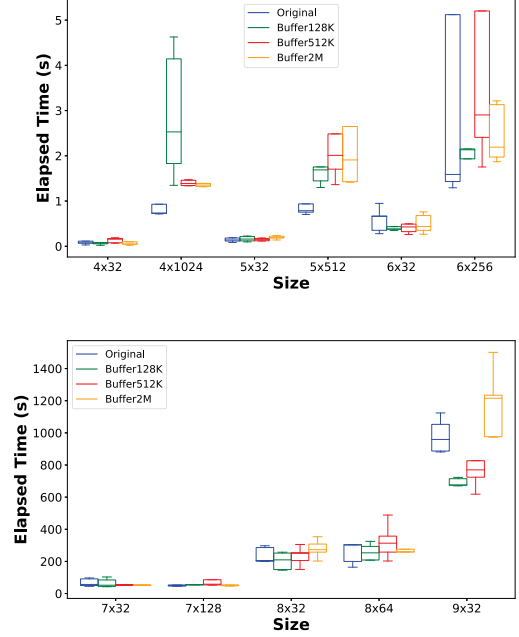 Original
Buffer128K
Buffer512K
Buffer2M
Elapsed Time (s)
5
4
3
2
1
0
4x32 4x1024 5x32 5x512 6x32 6x256
Size
Original
Buffer128K
Buffer512K
Buffer2M
Elapsed Time (s)
1400
1200
1000
800
600
400
200
0
7x32 7x128 8x32 8x64 9x32
Size